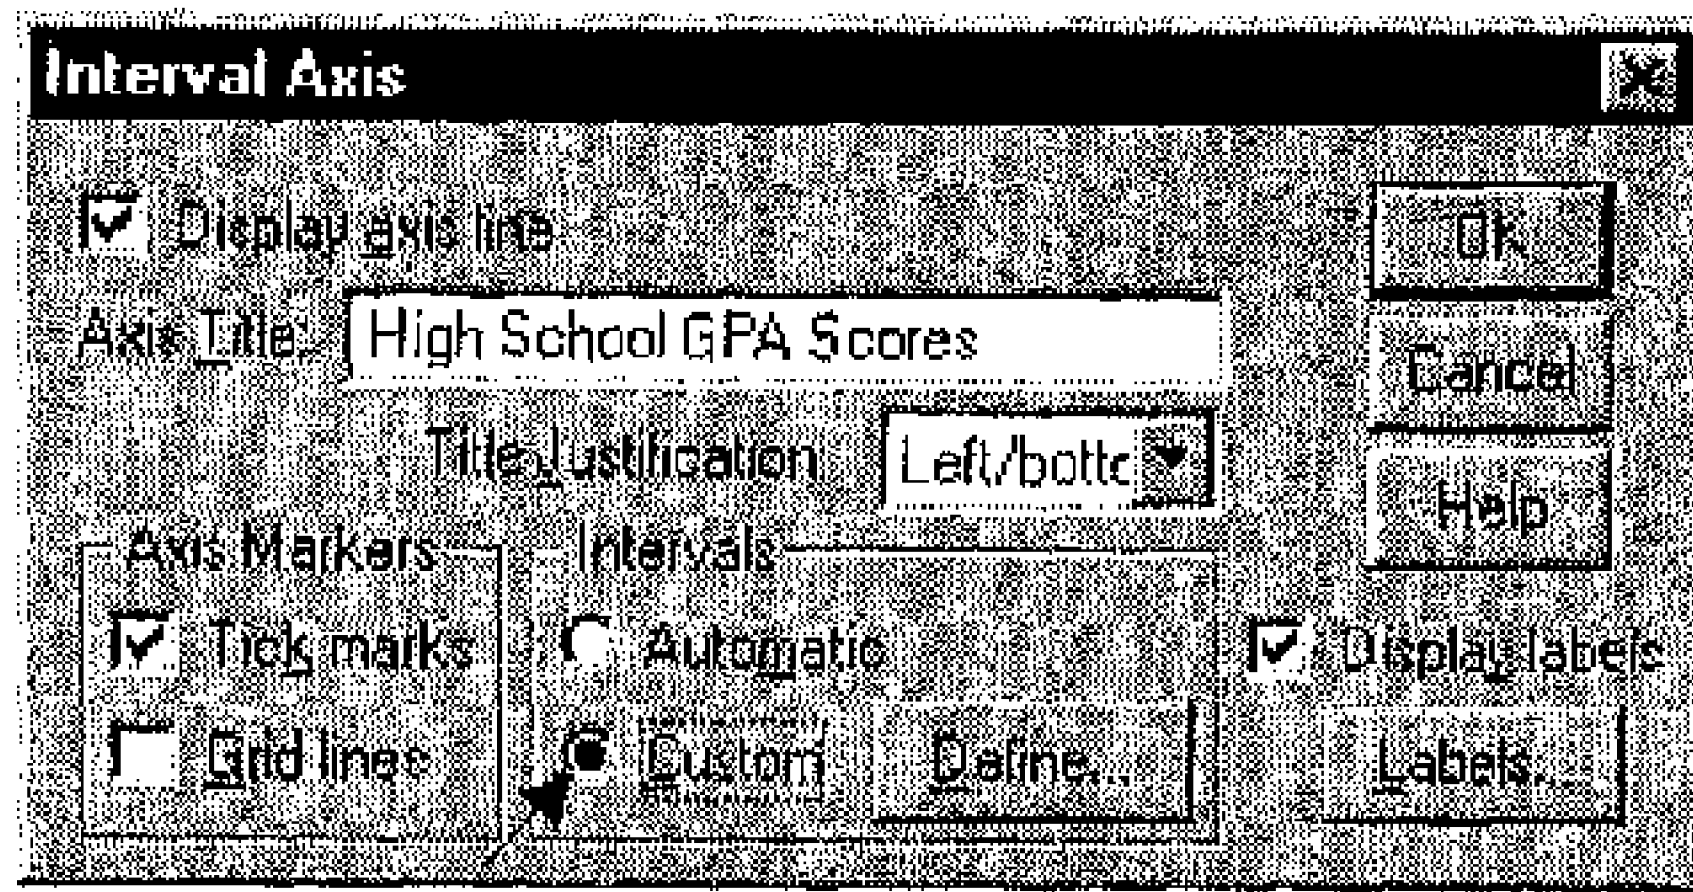 Interval Axis
Display axis line
OK
Axis Title: High School GPA Scores
Cancel
Title Justification Left/botto
Help
Axis Markers
Intervals
Tick marks
Automatic
Display labels
Grid lines
Custom
Define...
Labels...